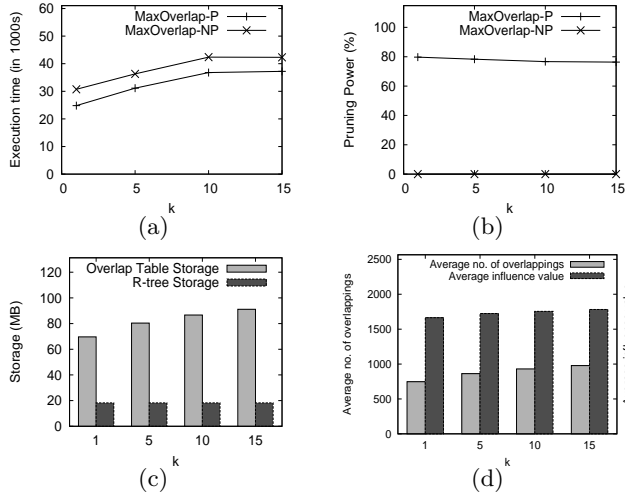 Execution time (in 1000s)
60
50
40
30
20
10
0
0
5
10
15
k
MaxOverlap-P
MaxOverlap-NP
(a)
Pruning Power (%)
100
80
60
40
20
0
0
5
10
15
k
MaxOverlap-P
MaxOverlap-NP
(b)
Storage (MB)
120
100
80
60
40
20
0
1
5
10
15
k
Overlap Table Storage
R-tree Storage
(c)
Average no. of overlappings
2500
2000
1500
1000
500
0
1
5
10
15
k
Average no. of overlappings
Average influence value
(d)